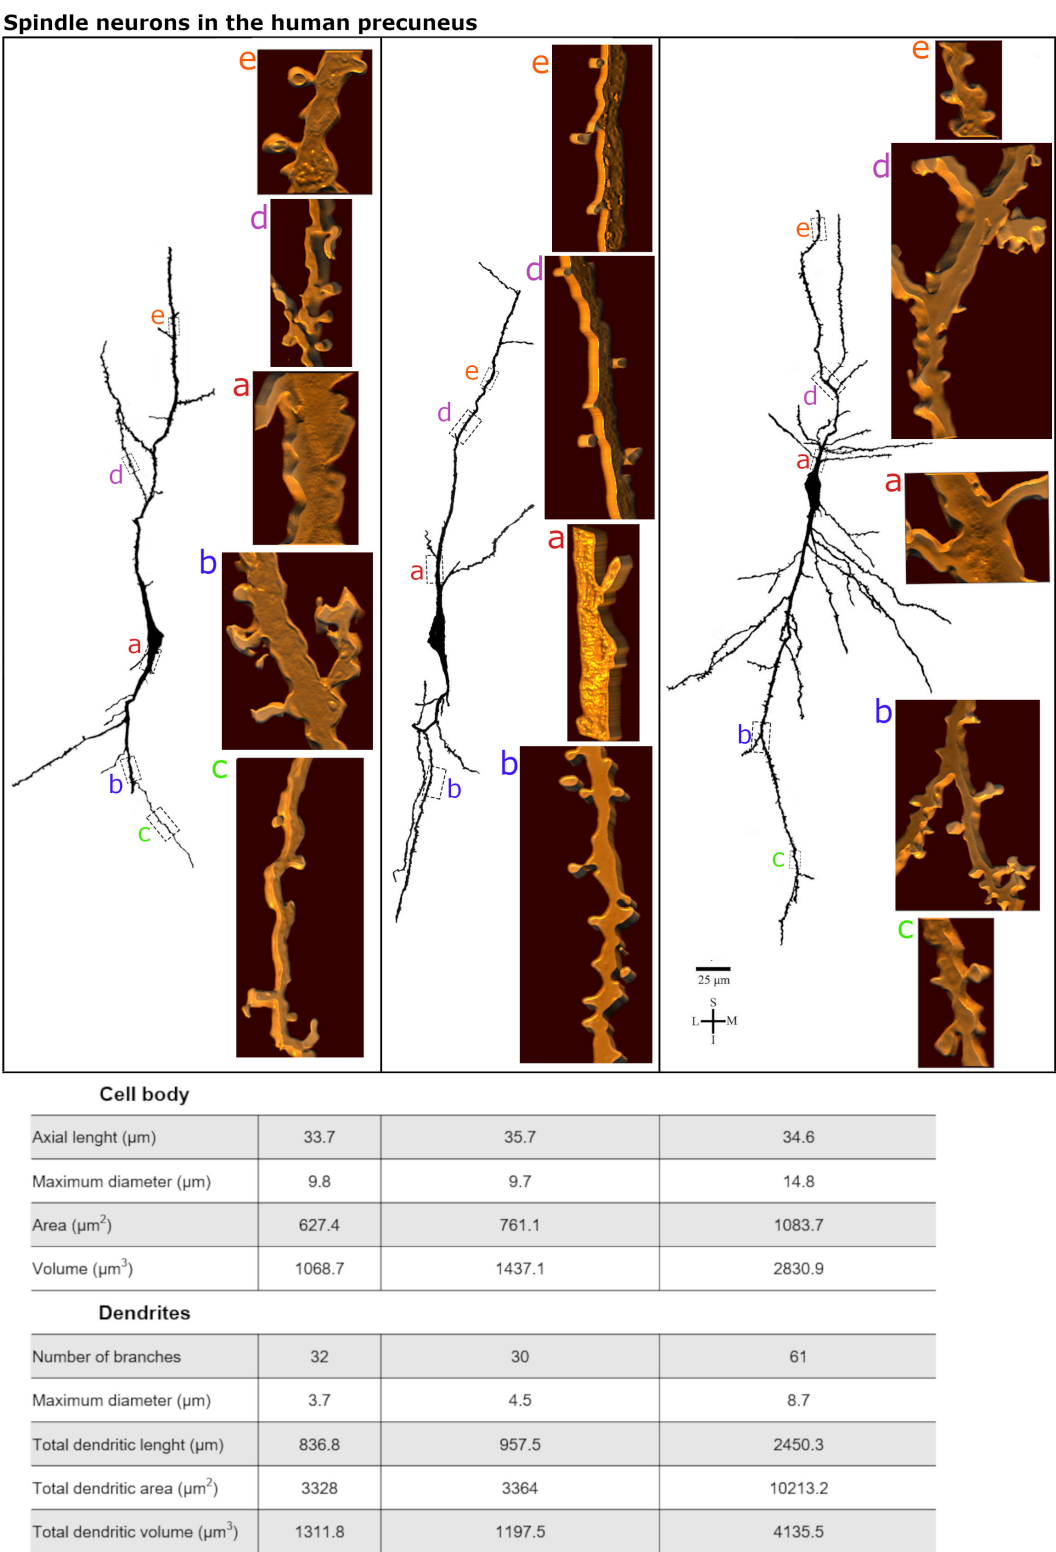 Spindle neurons in the human precuneus
e
d
a
b
c
e
d
a
b
c
e
d
a
b
e
d
a
b
e
d
a
b
c
e
d
a
b
c
25 µm
S
L M
I
Cell body
Axial lenght (µm) 33.7 35.7 34.6
Maximum diameter (µm) 9.8 9.7 14.8
Area (µm²) 627.4 761.1 1083.7
Volume (µm³) 1068.7 1437.1 2830.9
Dendrites
Number of branches 32 30 61
Maximum diameter (µm) 3.7 4.5 8.7
Total dendritic lenght (µm) 836.8 957.5 2450.3
Total dendritic area (µm²) 3328 3364 10213.2
Total dendritic volume (µm³) 1311.8 1197.5 4135.5